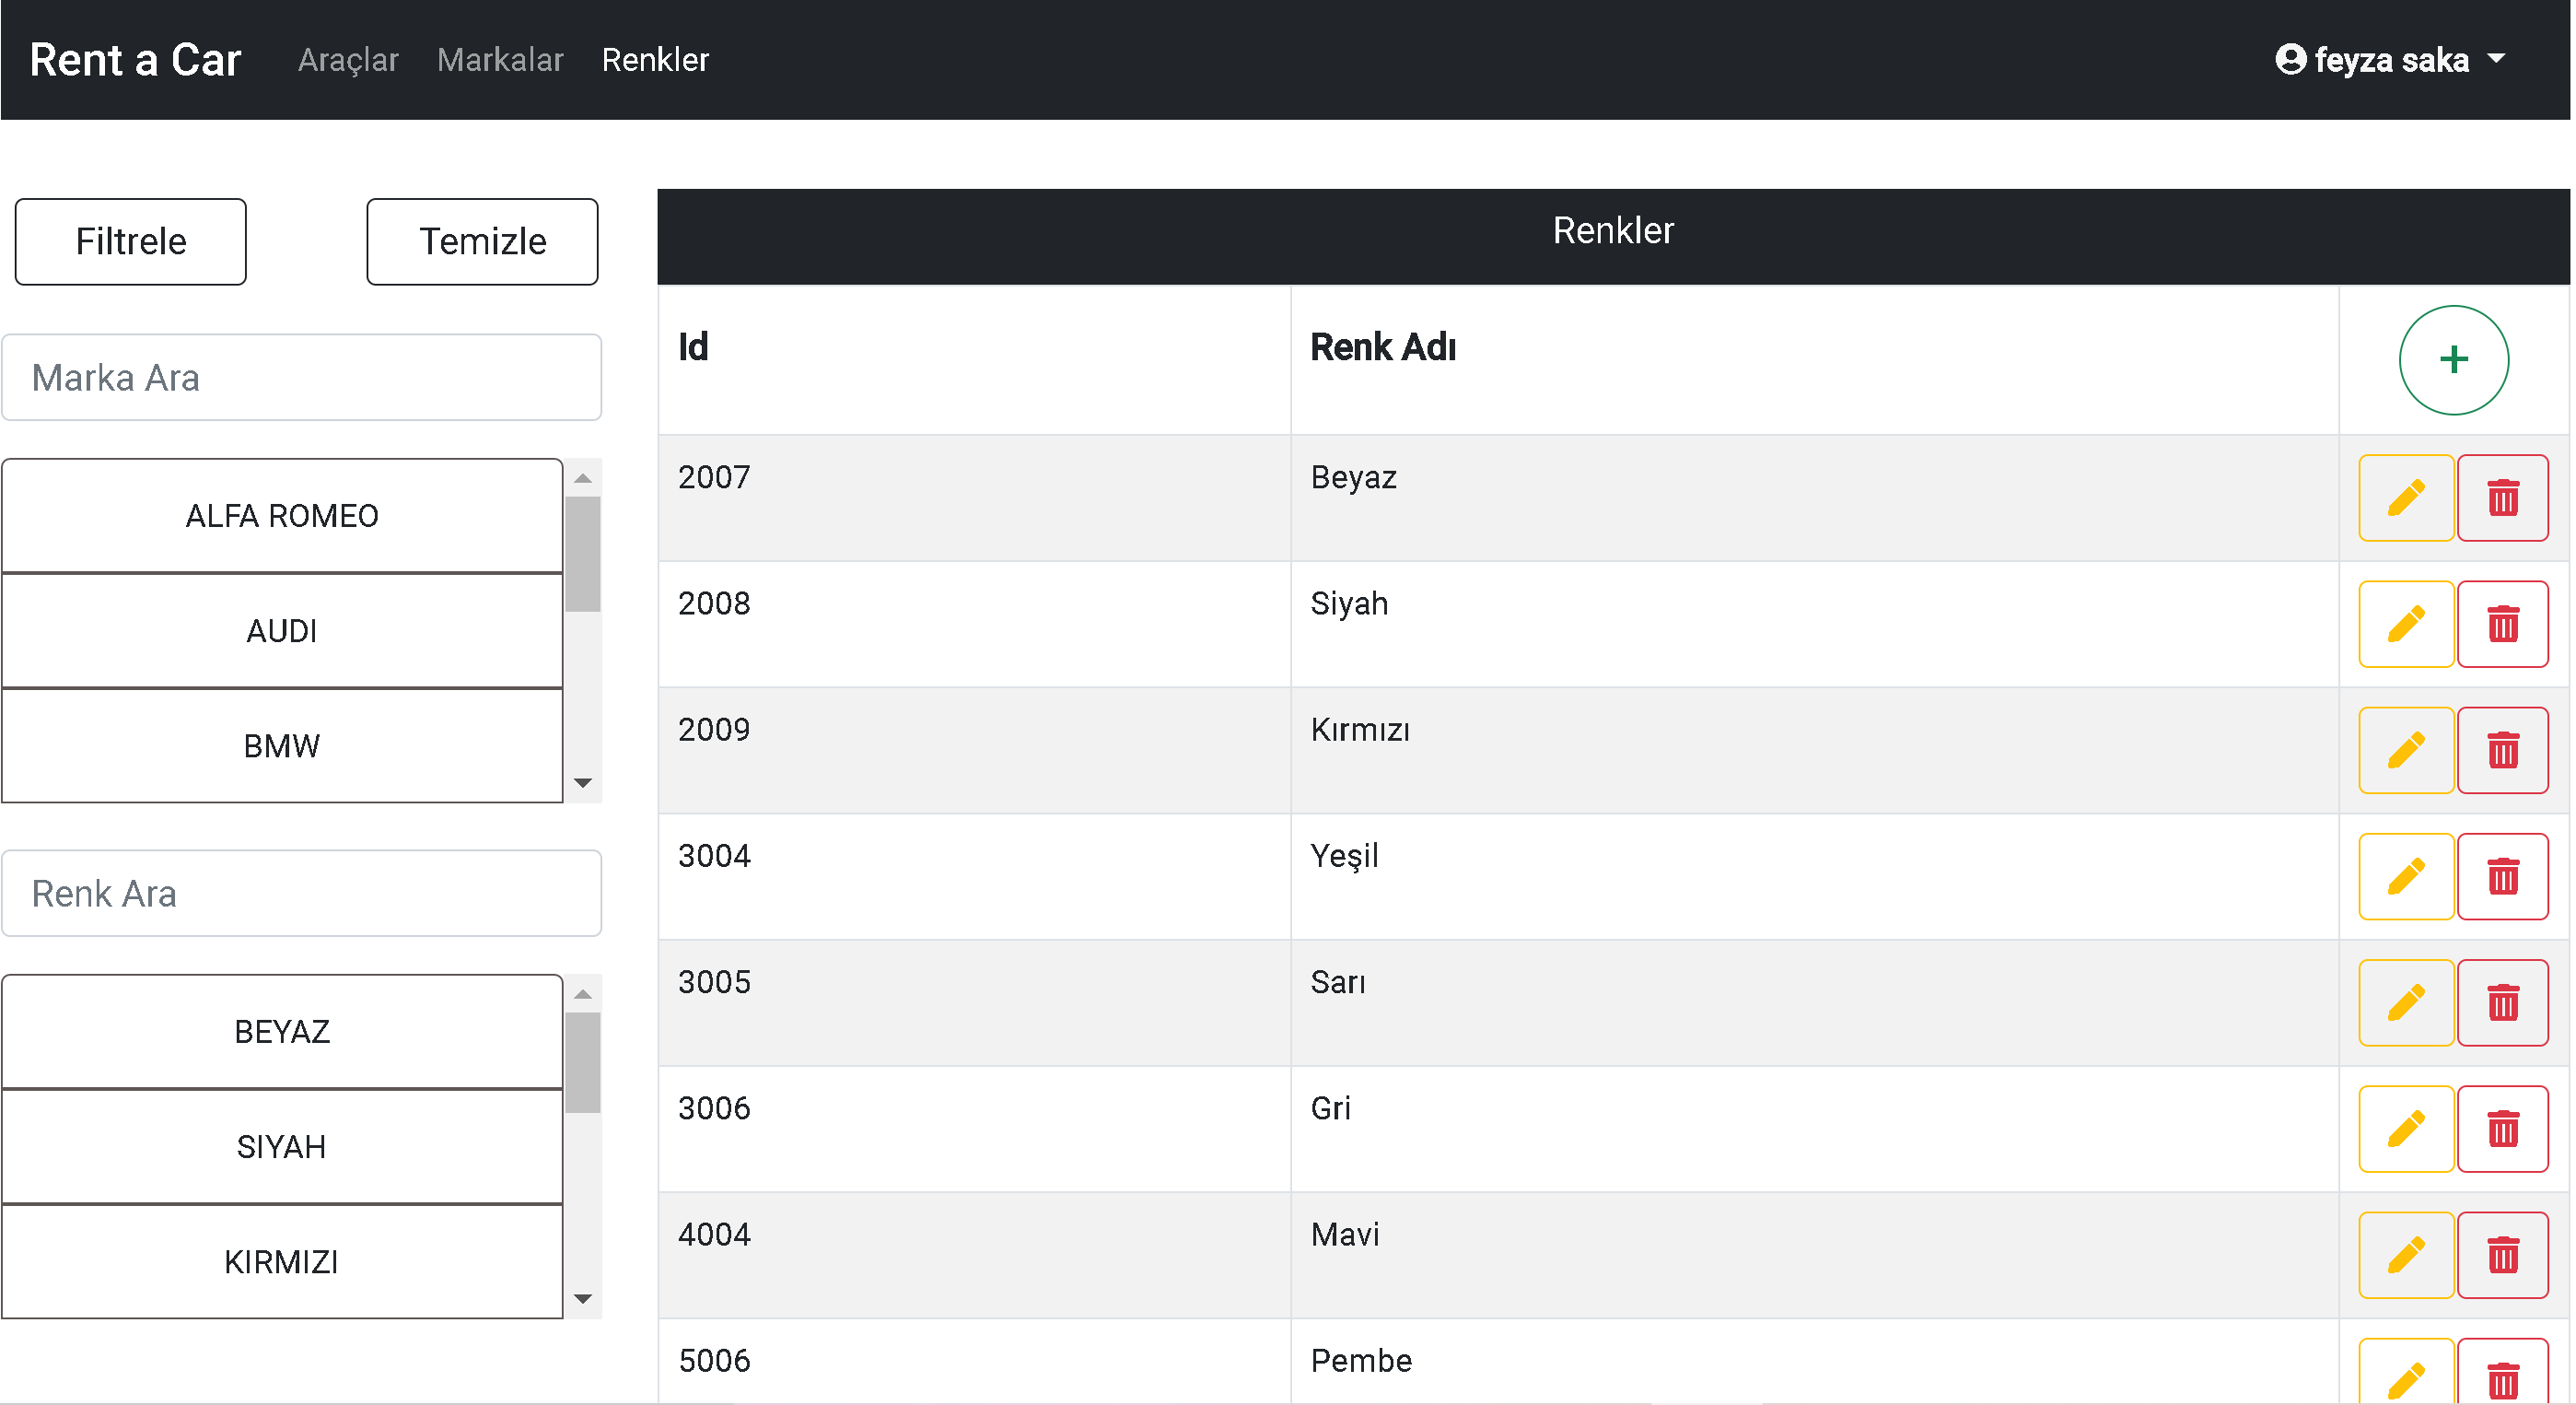 Rent a Car Araçlar Markalar Renkler feyza saka
Filtrele Temizle
Marka Ara
ALFA ROMEO
AUDI
BMW
Renk Ara
BEYAZ
SIYAH
KIRMIZI
Renkler
Id Renk Adı +
2007 Beyaz
2008 Siyah
2009 Kırmızı
3004 Yeşil
3005 Sarı
3006 Gri
4004 Mavi
5006 Pembe